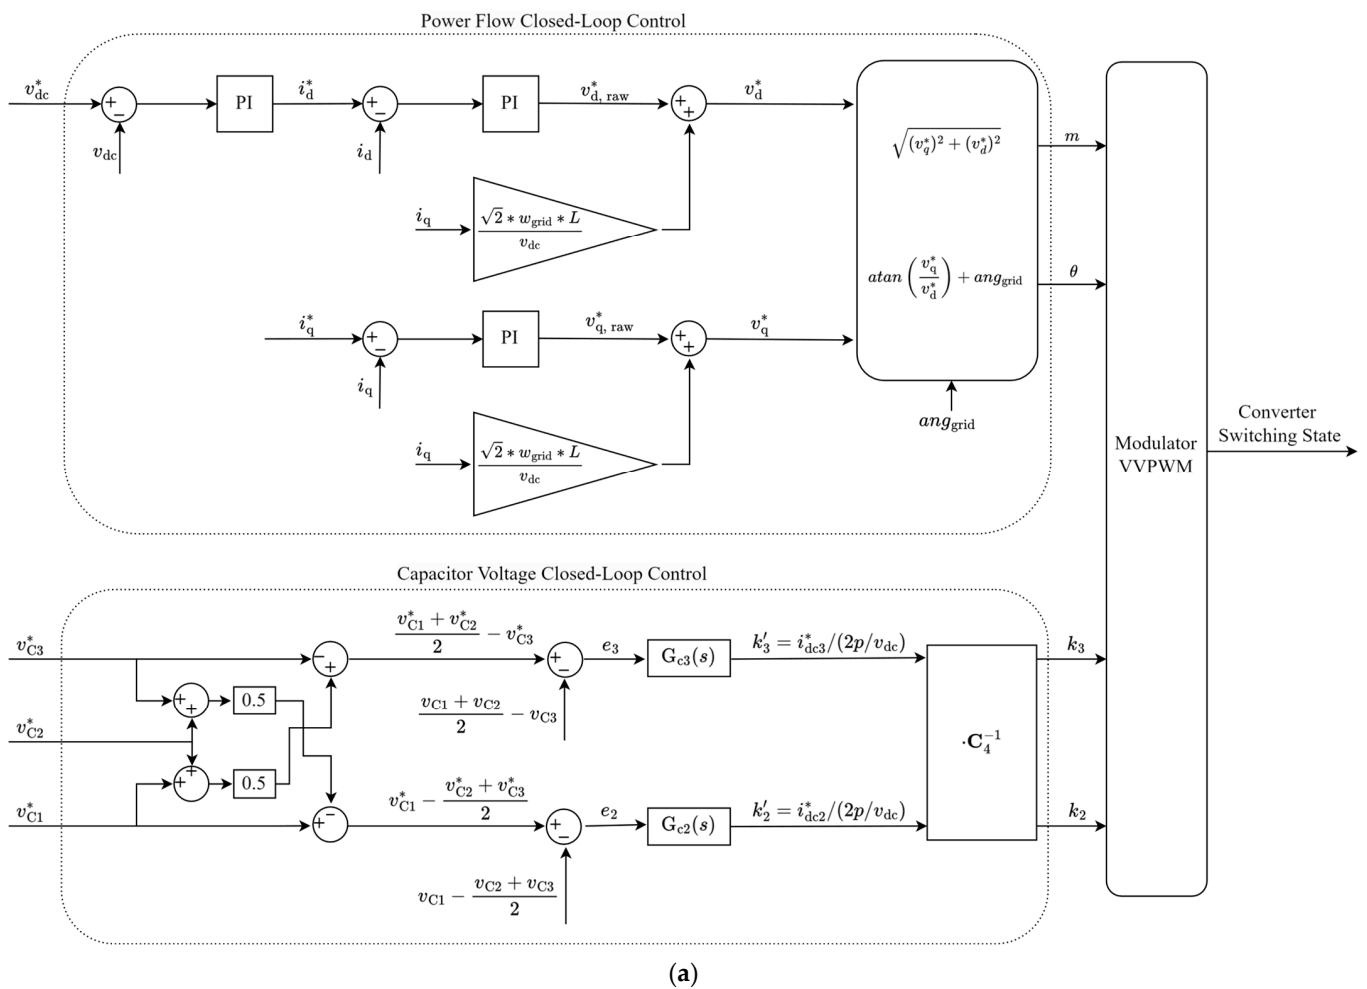 Power Flow Closed-Loop Control
v*dc
+
−
vdc
PI
i*d
+
−
id
PI
v*d, raw
+
+
v*d
iq
√2 * wgrid * L
vdc
√(v*q)² + (v*d)²
atan (v*q / v*d) + anggrid
anggrid
m
θ
i*q
+
−
iq
PI
v*q, raw
+
+
v*q
iq
√2 * wgrid * L
vdc
Modulator
VVPWM
Converter
Switching State
Capacitor Voltage Closed-Loop Control
v*C3
v*C2
v*C1
+
+
0.5
+
+
0.5
−
+
+
−
(v*C1 + v*C2)/2 − v*C3
+
−
(vC1 + vC2)/2 − vC3
e3
Gc3(s)
k′3 = i*dc3/(2p/vdc)
v*C1 − (v*C2 + v*C3)/2
+
−
vC1 − (vC2 + vC3)/2
e2
Gc2(s)
k′2 = i*dc2/(2p/vdc)
·C4⁻¹
k3
k2
(a)